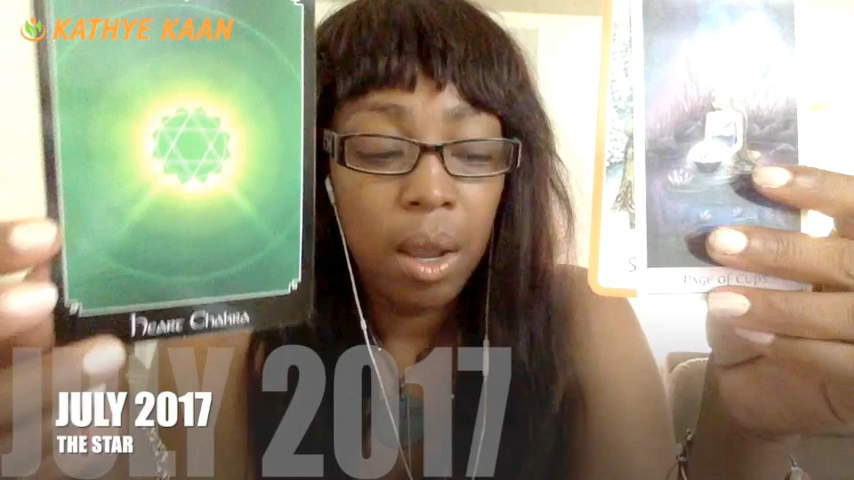 KATHYE KAAN
Heart Chakra
S
PAGE OF CUPS
JULY 2017
JULY 2017
THE STAR